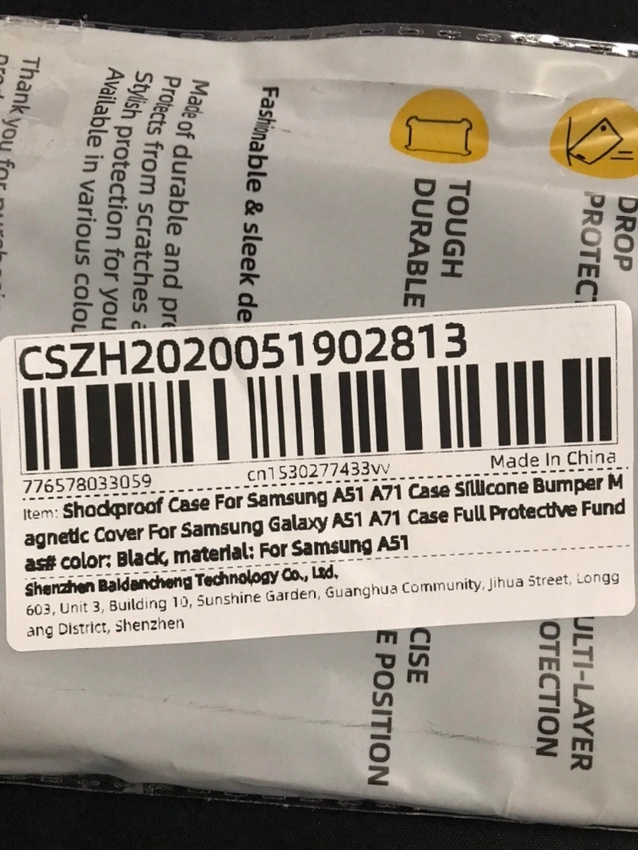 CSZH2020051902813
776578033059
cn1530277433vv
Made In China
Item: Shockproof Case For Samsung A51 A71 Case Sillicone Bumper M
agnetic Cover For Samsung Galaxy A51 A71 Case Full Protective Fund
as# color: Black, material: For Samsung A51
Shenzhen Baidancheng Technology Co., Ltd.
603, Unit 3, Building 10, Sunshine Garden, Guanghua Community, Jihua Street, Longg
ang District, Shenzhen
DROP
PROTEC
TOUGH
DURABLE
Fashionable & sleek de
Made of durable and pre
Protects from scratches
Stylish protection for you
Available in various colou
Thank you for
ULTI-LAYER
OTECTION
CISE
E POSITION